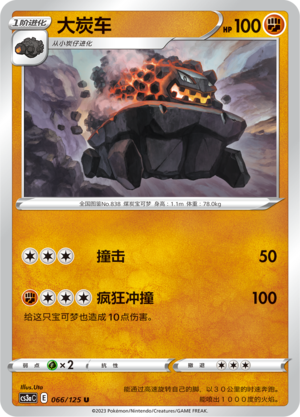 1阶进化
大炭车
HP 100
从小炭仔进化
全国图鉴No.838 煤炭宝可梦 身高：1.1m 体重：78.0kg
撞击 50
疯狂冲撞 100
给这只宝可梦也造成10点伤害。
弱点 ×2 抗性 撤退
Illus.Uta
CS3aC E 066/125 U
能通过高速旋转自己的脚，以30公里的时速奔跑。
能喷出1000度的火焰。
©2023 Pokémon/Nintendo/Creatures/GAME FREAK.